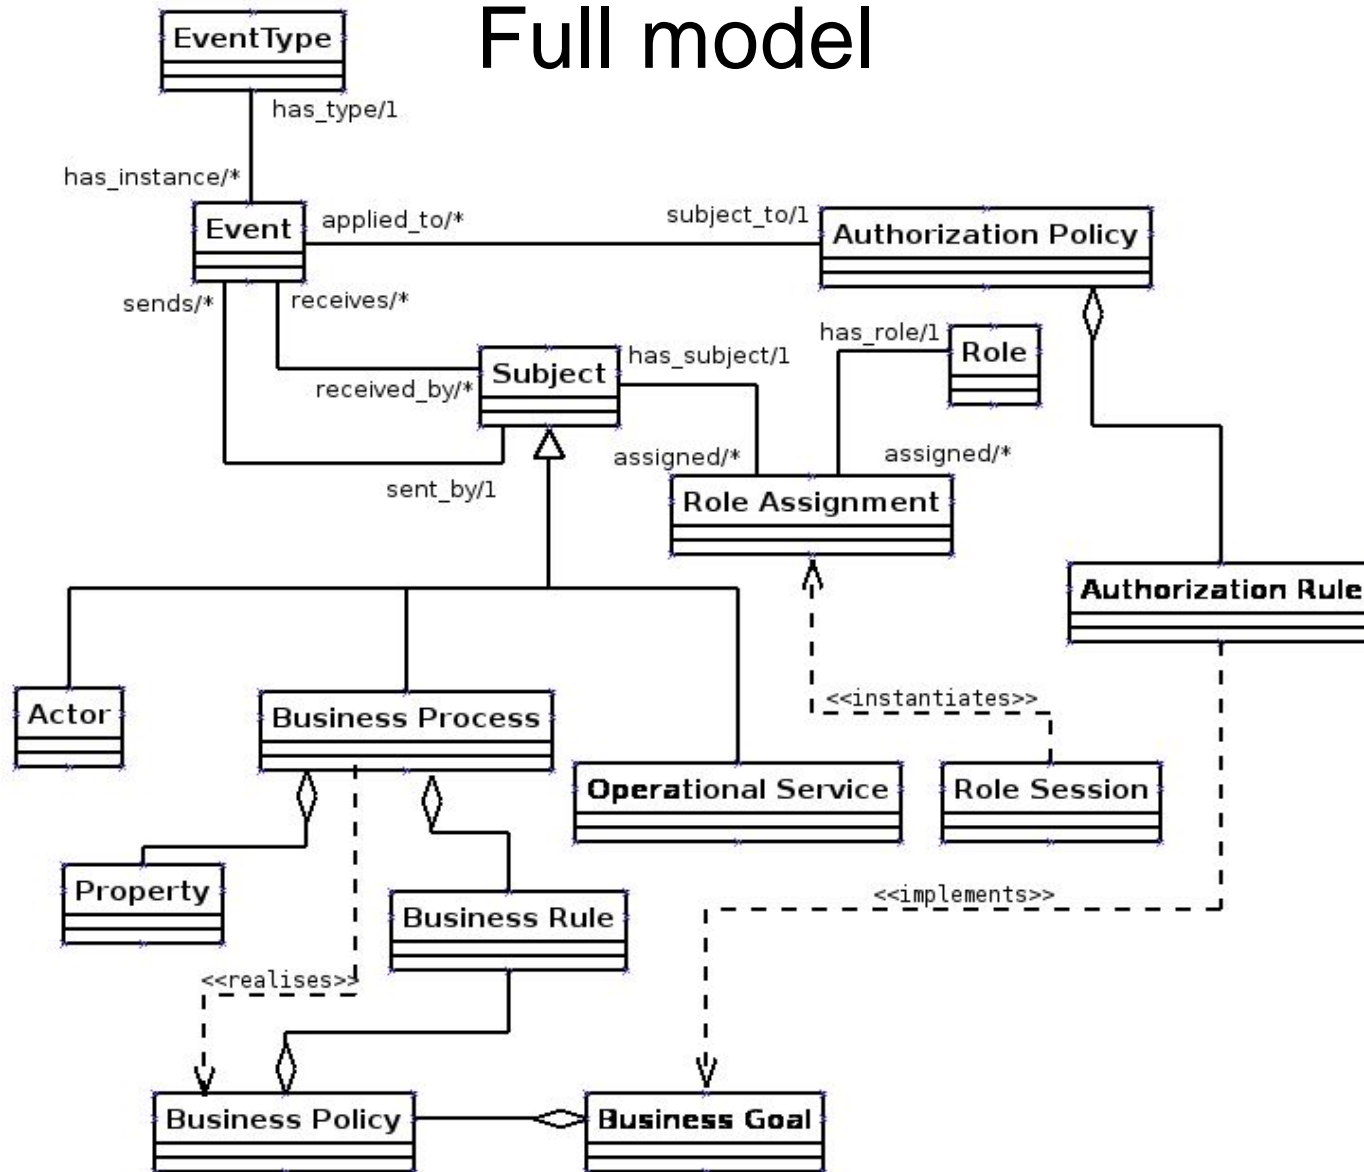 Full model
EventType
has_type/1
has_instance/*
Event
applied_to/*
subject_to/1
Authorization Policy
sends/*
receives/*
has_role/1
Role
Subject
has_subject/1
received_by/*
assigned/*
assigned/*
sent_by/1
Role Assignment
Authorization Rule
<<instantiates>>
Actor
Business Process
Operational Service
Role Session
Property
Business Rule
<<implements>>
<<realises>>
Business Policy
Business Goal